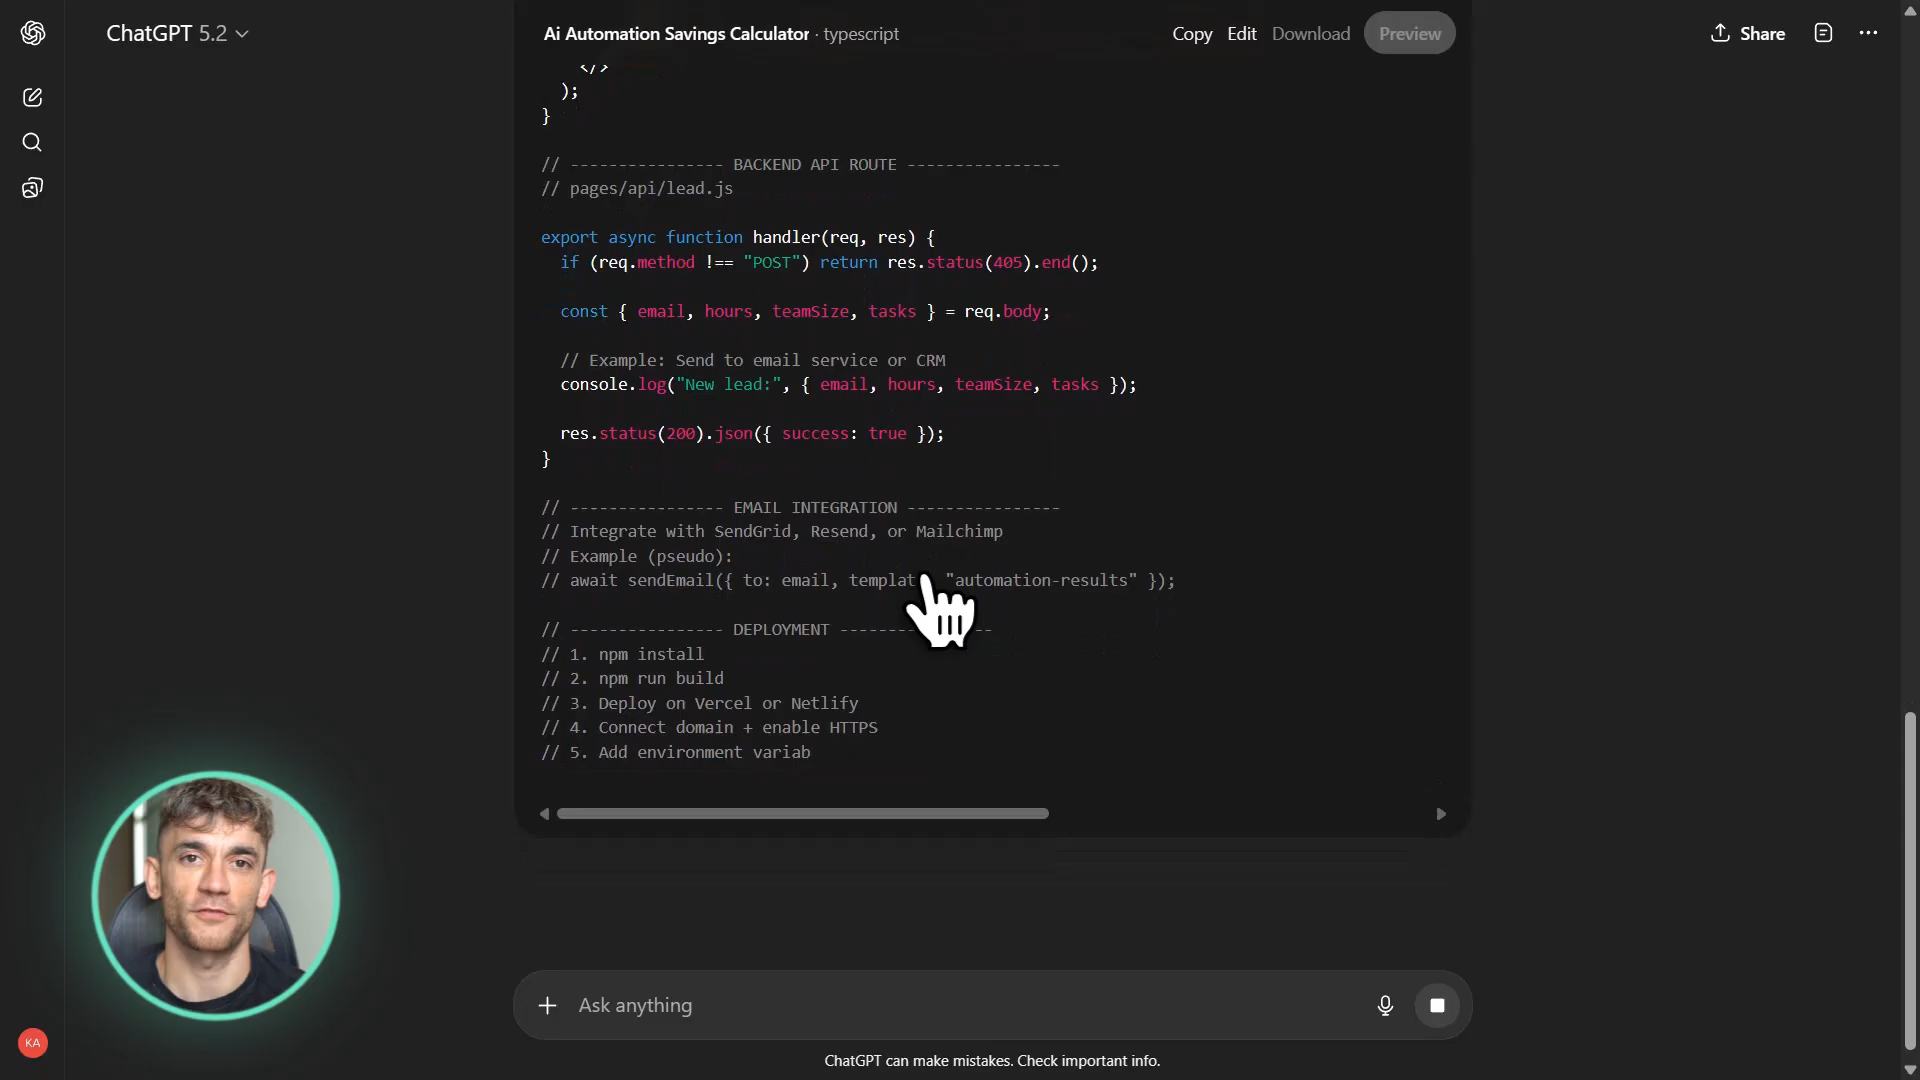 ChatGPT 5.2
Ai Automation Savings Calculator · typescript
Copy Edit Download Preview
Share
</>
);
}
// ---------------- BACKEND API ROUTE ----------------
// pages/api/lead.js
export async function handler(req, res) {
if (req.method !== "POST") return res.status(405).end();
const { email, hours, teamSize, tasks } = req.body;
// Example: Send to email service or CRM
console.log("New lead:", { email, hours, teamSize, tasks });
res.status(200).json({ success: true });
}
// ---------------- EMAIL INTEGRATION ----------------
// Integrate with SendGrid, Resend, or Mailchimp
// Example (pseudo):
// await sendEmail({ to: email, templat "automation-results" });
// ---------------- DEPLOYMENT ----------------
// 1. npm install
// 2. npm run build
// 3. Deploy on Vercel or Netlify
// 4. Connect domain + enable HTTPS
// 5. Add environment variab
Ask anything
KA
ChatGPT can make mistakes. Check important info.